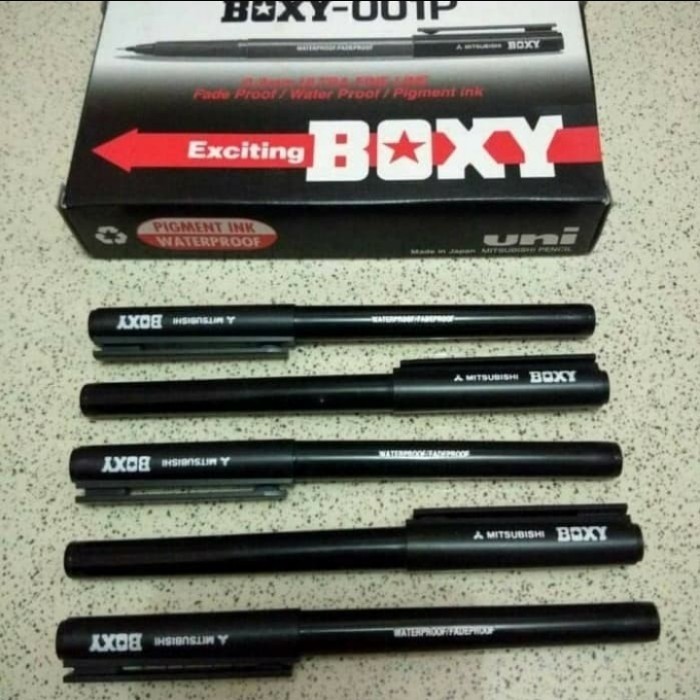 BOXY-001P
WATERPROOF/FADEPROOF MITSUBISHI BOXY
Fade Proof / Water Proof / Pigment ink
Exciting BOXY
PIGMENT INK
WATERPROOF
uni
Made in Japan MITSUBISHI PENCIL
BOXY MITSUBISHI WATERPROOF/FADEPROOF
MITSUBISHI BOXY
BOXY MITSUBISHI WATERPROOF/FADEPROOF
MITSUBISHI BOXY
BOXY MITSUBISHI WATERPROOF/FADEPROOF